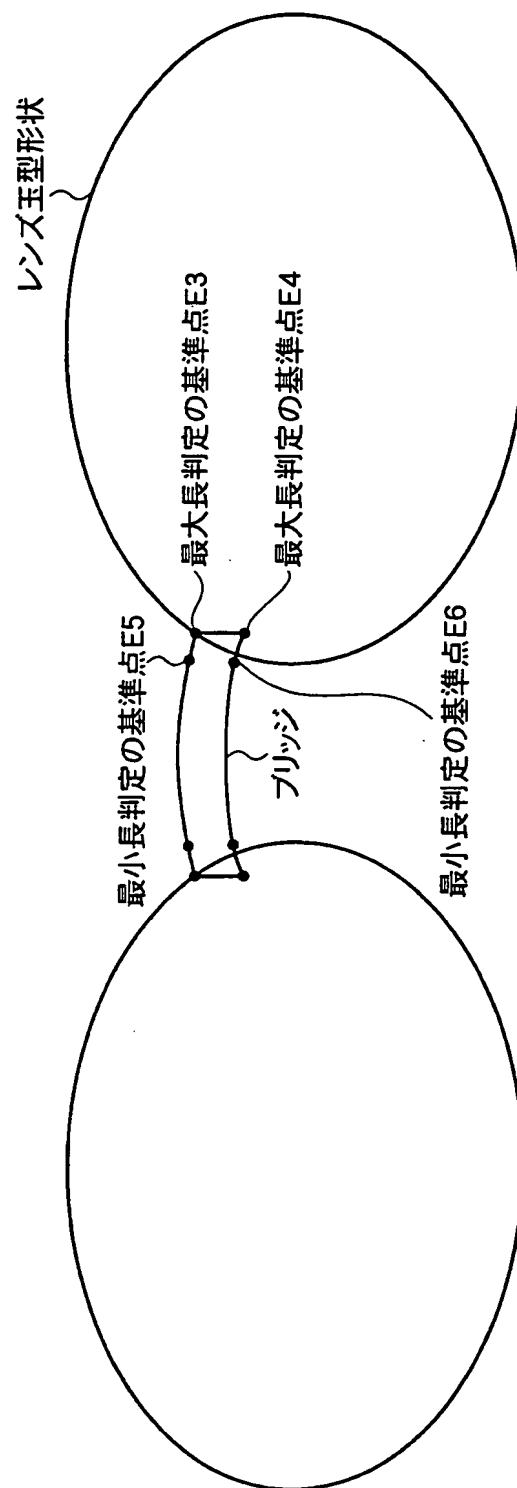 レンズ玉型形状
最大長判定の基準点E3
最大長判定の基準点E4
最小長判定の基準点E5
ブリッジ
最小長判定の基準点E6